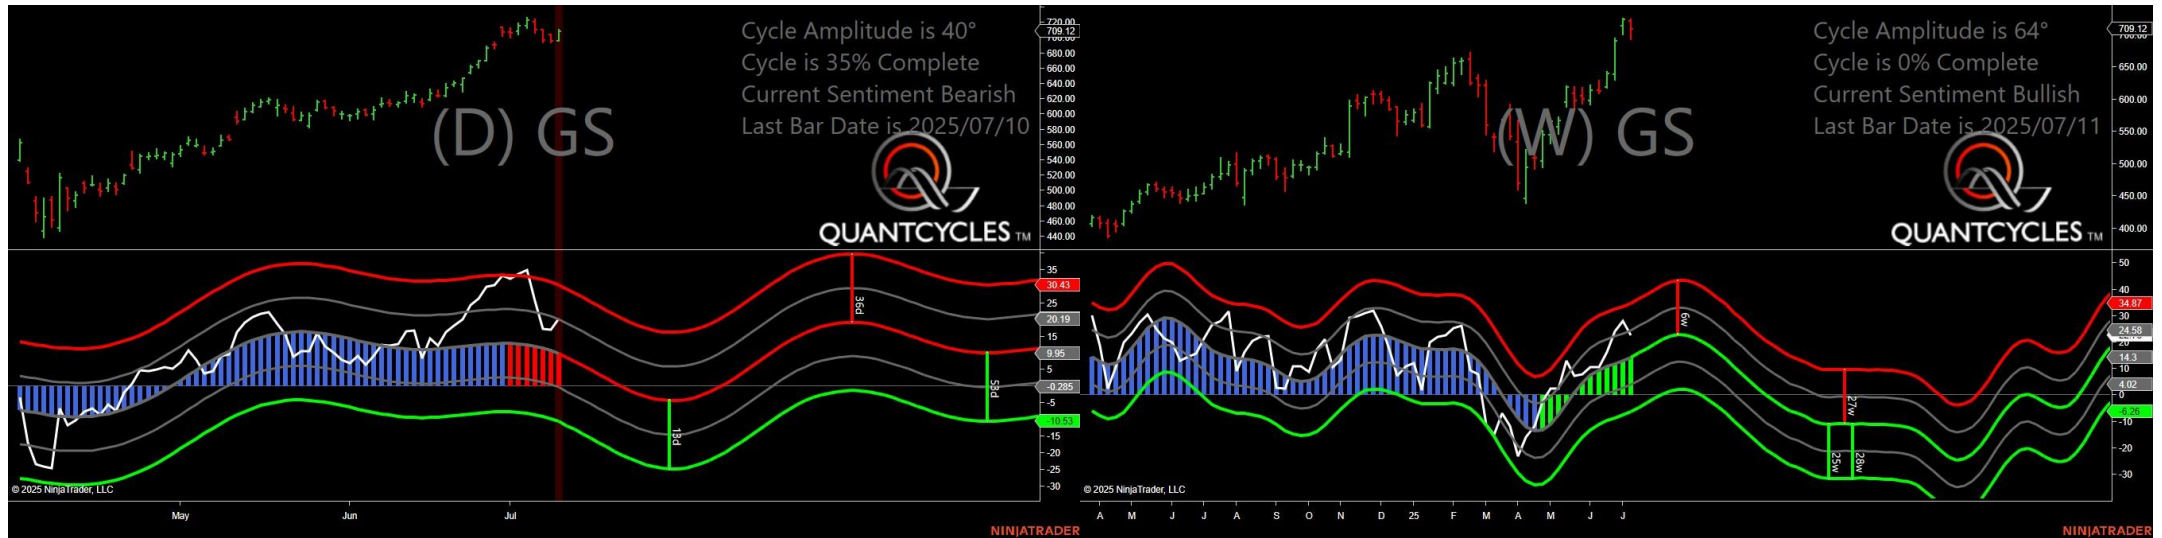 Cycle Amplitude is 40°
Cycle is 35% Complete
Current Sentiment Bearish
Last Bar Date is 2025/07/10
(D) GS
QUANTCYCLES TM
720.00
709.12
680.00
660.00
640.00
620.00
600.00
580.00
560.00
540.00
520.00
500.00
480.00
460.00
440.00
35
30.43
25
20.19
15
9.95
5
-0.285
-5
-10.53
-15
-20
-25
-30
36d
53d
13d
© 2025 NinjaTrader, LLC
May
Jun
Jul
NINJATRADER
Cycle Amplitude is 64°
Cycle is 0% Complete
Current Sentiment Bullish
Last Bar Date is 2025/07/11
(W) GS
QUANTCYCLES TM
709.12
700.00
650.00
600.00
550.00
500.00
450.00
400.00
50
40
34.87
30
24.58
20
14.3
10
4.02
0
-6.26
-10
-20
-30
6w
27w
25w
28w
© 2025 NinjaTrader, LLC
A M J J A S O N D 25 F M A M J J
NINJATRADER